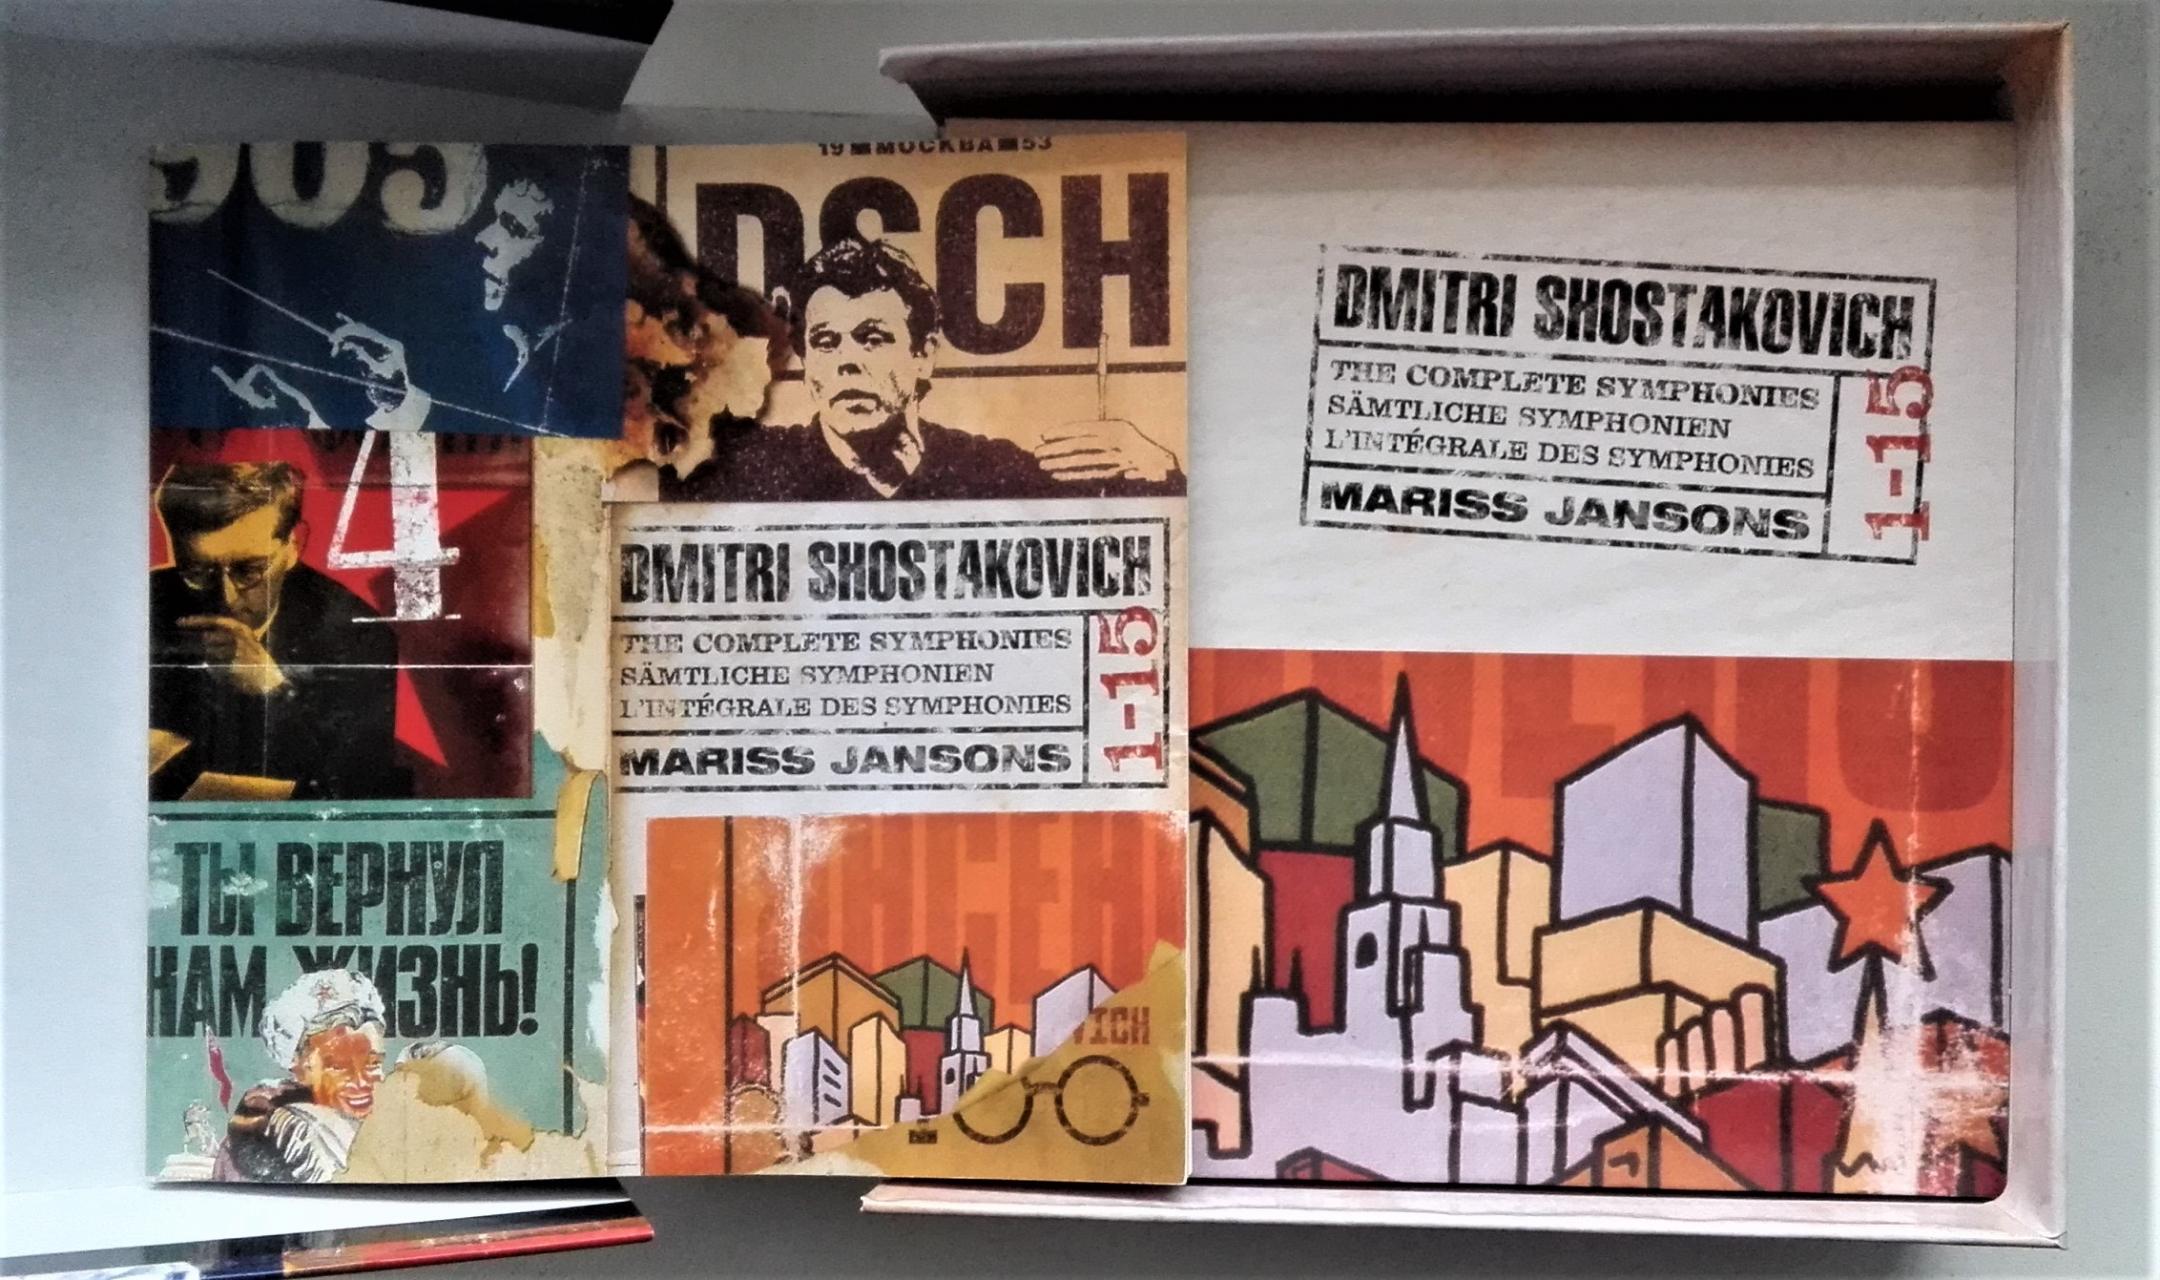 905
19 МОСКВА 53
DSCH
4
DMITRI SHOSTAKOVICH
THE COMPLETE SYMPHONIES
SÄMTLICHE SYMPHONIEN
L'INTÉGRALE DES SYMPHONIES
MARISS JANSONS
1-15
ТЫ ВЕРНУЛ
НАМ ЖИЗНЬ!
VICH
DMITRI SHOSTAKOVICH
THE COMPLETE SYMPHONIES
SÄMTLICHE SYMPHONIEN
L'INTÉGRALE DES SYMPHONIES
MARISS JANSONS
1-15